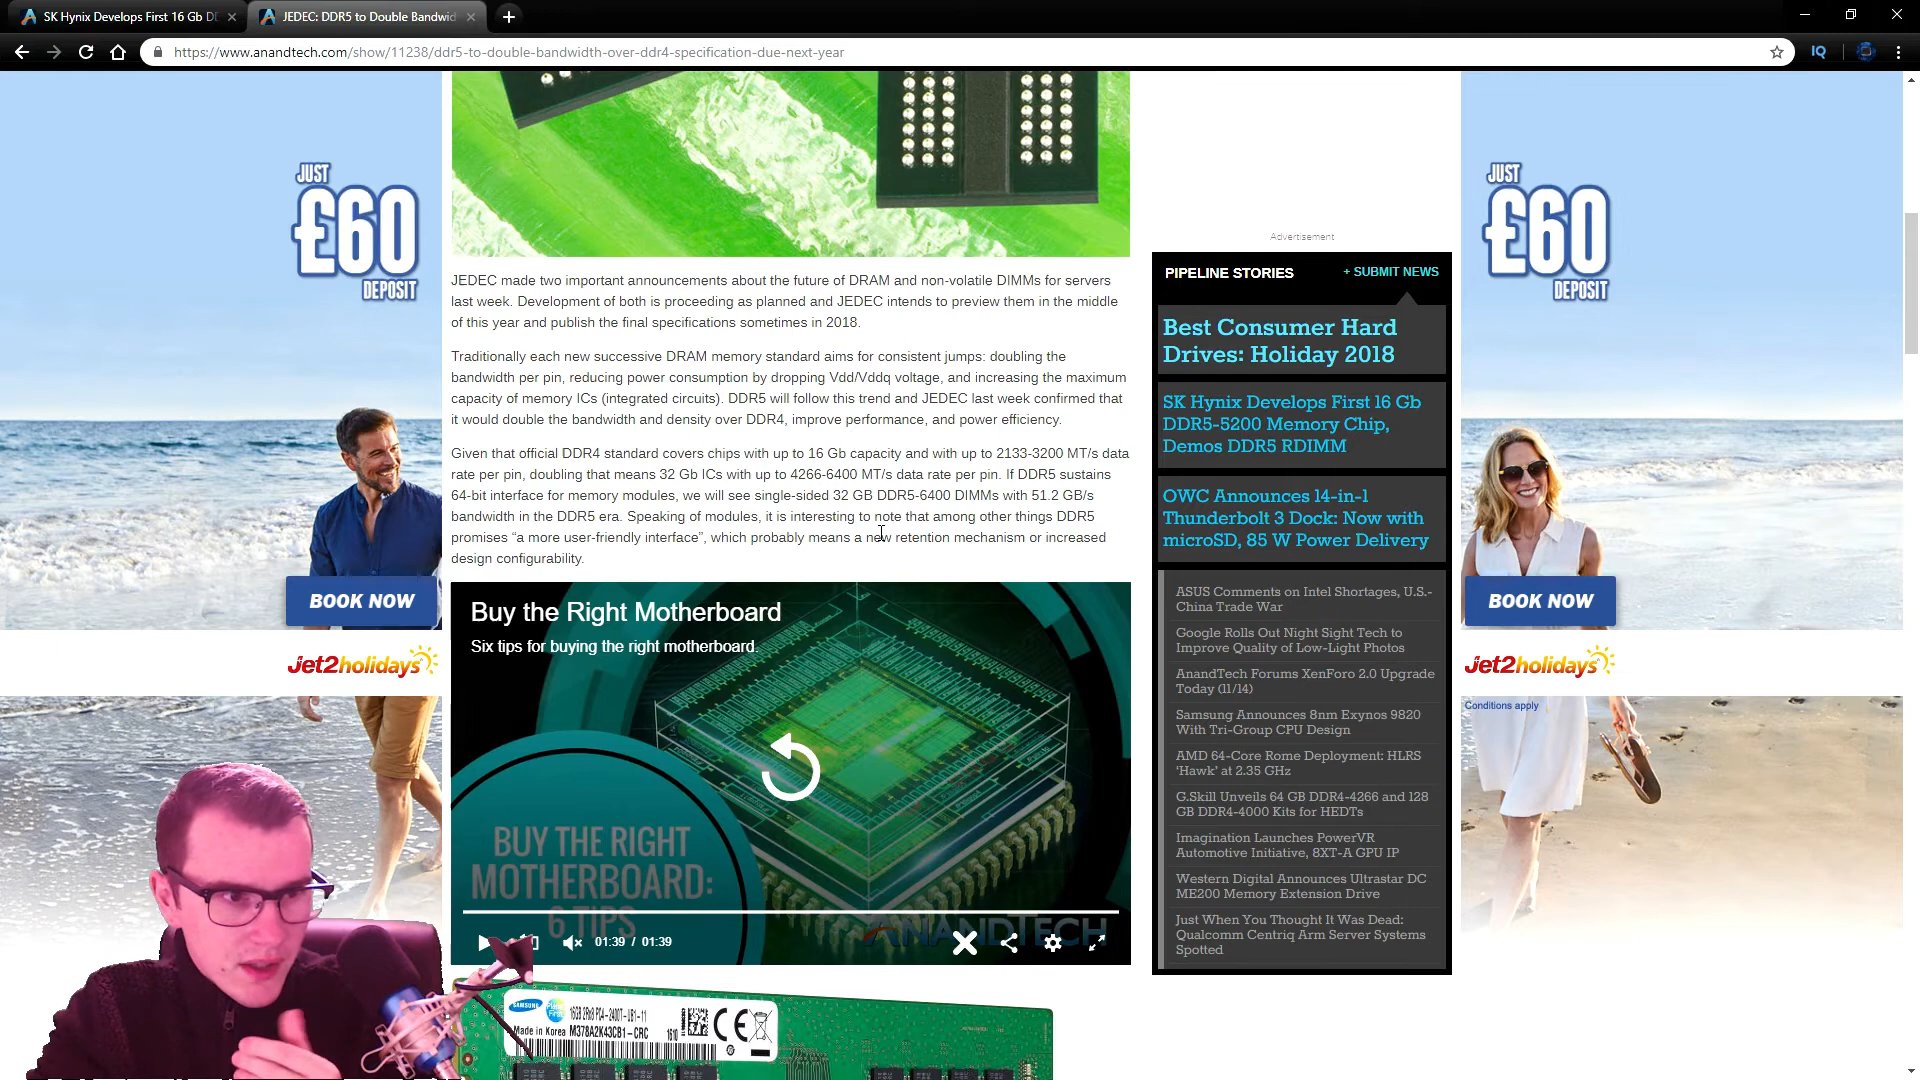 SK Hynix Develops First 16 Gb D
JEDEC: DDR5 to Double Bandwid
https://www.anandtech.com/show/11238/ddr5-to-double-bandwidth-over-ddr4-specification-due-next-year
IQ
JUST
£60
DEPOSIT
BOOK NOW
Jet2holidays
JEDEC made two important announcements about the future of DRAM and non-volatile DIMMs for servers
last week. Development of both is proceeding as planned and JEDEC intends to preview them in the middle
of this year and publish the final specifications sometimes in 2018.
Traditionally each new successive DRAM memory standard aims for consistent jumps: doubling the
bandwidth per pin, reducing power consumption by dropping Vdd/Vddq voltage, and increasing the maximum
capacity of memory ICs (integrated circuits). DDR5 will follow this trend and JEDEC last week confirmed that
it would double the bandwidth and density over DDR4, improve performance, and power efficiency.
Given that official DDR4 standard covers chips with up to 16 Gb capacity and with up to 2133-3200 MT/s data
rate per pin, doubling that means 32 Gb ICs with up to 4266-6400 MT/s data rate per pin. If DDR5 sustains
64-bit interface for memory modules, we will see single-sided 32 GB DDR5-6400 DIMMs with 51.2 GB/s
bandwidth in the DDR5 era. Speaking of modules, it is interesting to note that among other things DDR5
promises “a more user-friendly interface”, which probably means a new retention mechanism or increased
design configurability.
Buy the Right Motherboard
Six tips for buying the right motherboard.
BUY THE RIGHT
MOTHERBOARD:
6 TIPS
ANANDTECH
01:39 / 01:39
SAMSUNG
16GB 2Rx8 PC4-2400T-UB1-11
Made in Korea M378A2K43CB1-CRC
1610
CE
Advertisement
PIPELINE STORIES
+ SUBMIT NEWS
Best Consumer Hard
Drives: Holiday 2018
SK Hynix Develops First 16 Gb
DDR5-5200 Memory Chip,
Demos DDR5 RDIMM
OWC Announces 14-in-1
Thunderbolt 3 Dock: Now with
microSD, 85 W Power Delivery
ASUS Comments on Intel Shortages, U.S.-
China Trade War
Google Rolls Out Night Sight Tech to
Improve Quality of Low-Light Photos
AnandTech Forums XenForo 2.0 Upgrade
Today (11/14)
Samsung Announces 8nm Exynos 9820
With Tri-Group CPU Design
AMD 64-Core Rome Deployment: HLRS
‘Hawk’ at 2.35 GHz
G.Skill Unveils 64 GB DDR4-4266 and 128
GB DDR4-4000 Kits for HEDTs
Imagination Launches PowerVR
Automotive Initiative, 8XT-A GPU IP
Western Digital Announces Ultrastar DC
ME200 Memory Extension Drive
Just When You Thought It Was Dead:
Qualcomm Centriq Arm Server Systems
Spotted
JUST
£60
DEPOSIT
BOOK NOW
Jet2holidays
Conditions apply